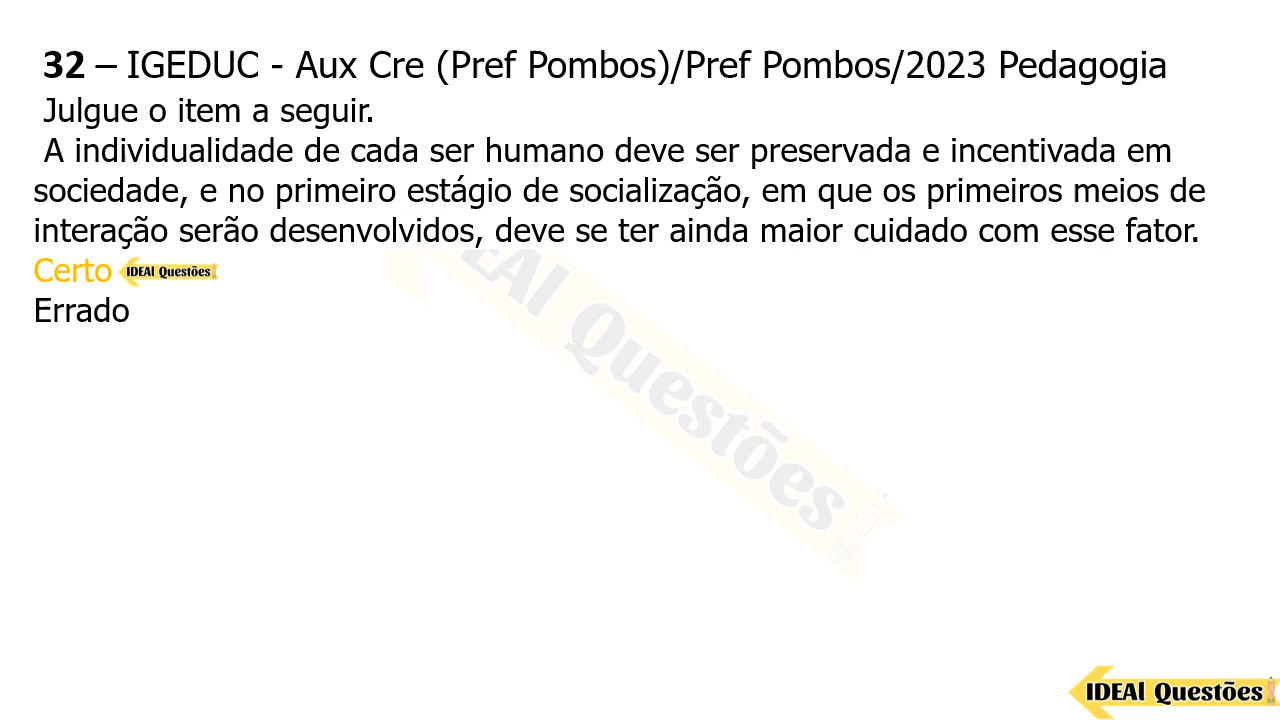 32 – IGEDUC - Aux Cre (Pref Pombos)/Pref Pombos/2023 Pedagogia
Julgue o item a seguir.
A individualidade de cada ser humano deve ser preservada e incentivada em
sociedade, e no primeiro estágio de socialização, em que os primeiros meios de
interação serão desenvolvidos, deve se ter ainda maior cuidado com esse fator.
Certo IDEAl Questões
Errado
IDEAl Questões
IDEAl Questões